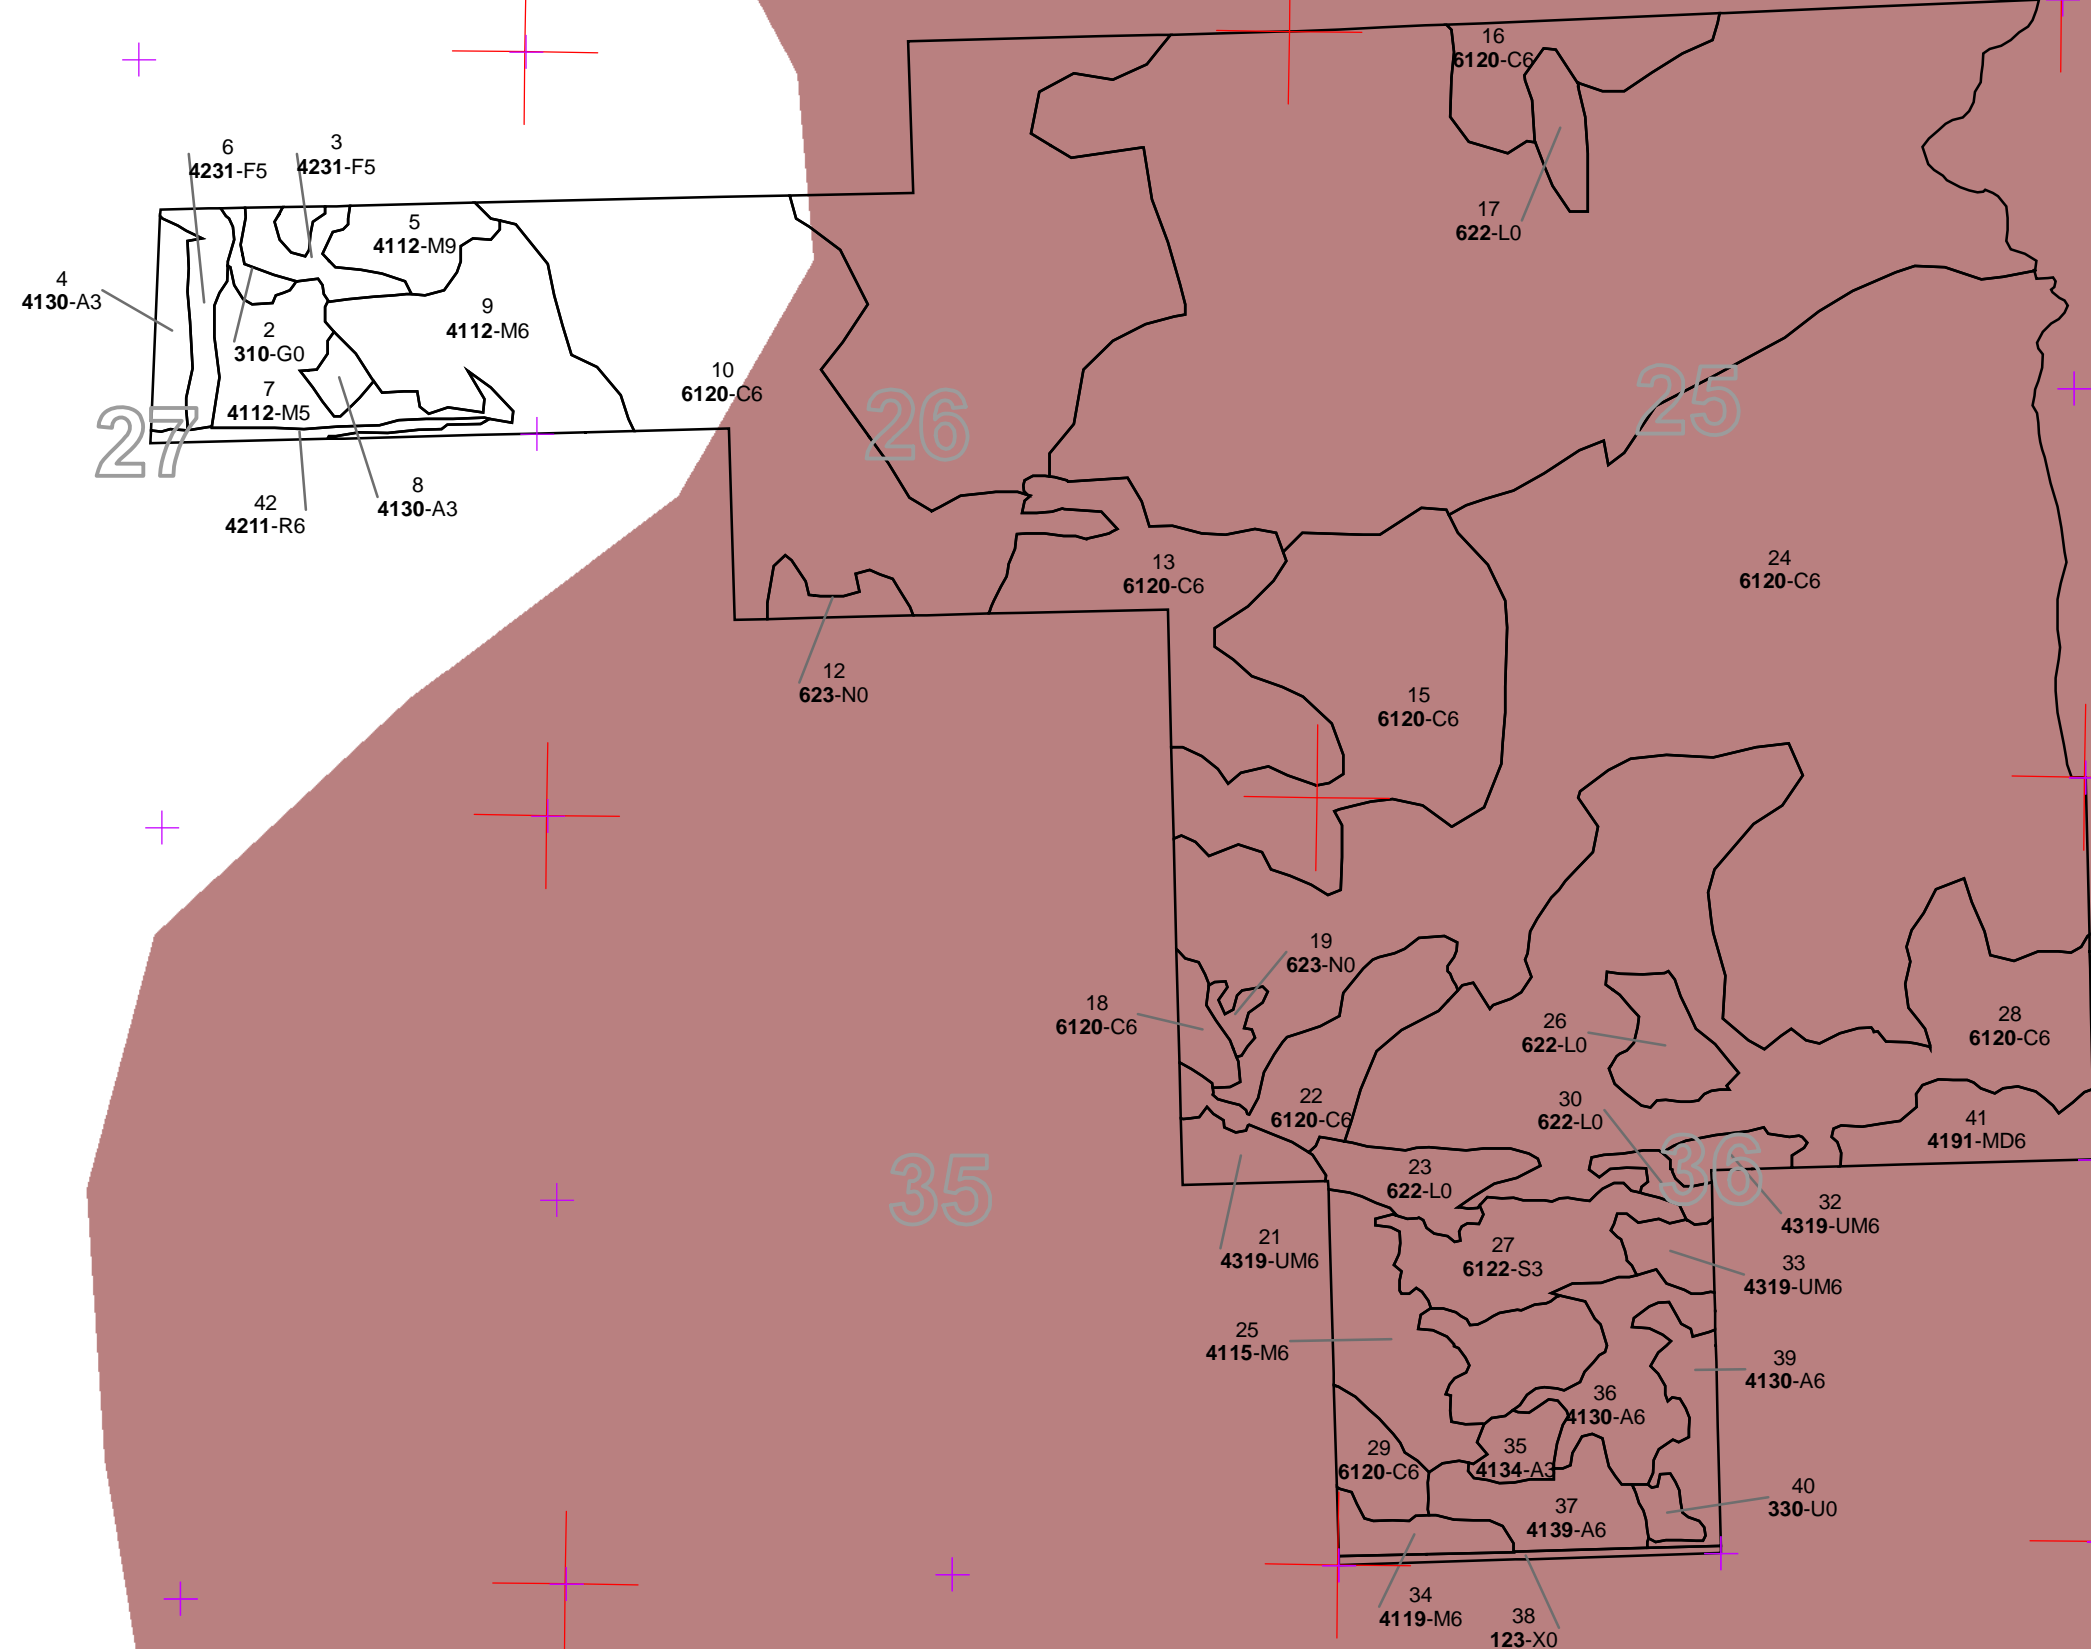 16
6120-C6
6
4231-F5
3
4231-F5
17
622-L0
5
4112-M9
4
4130-A3
9
4112-M6
2
310-G0
10
6120-C6
7
4112-M5
27
26
25
8
4130-A3
42
4211-R6
13
6120-C6
24
6120-C6
12
623-N0
15
6120-C6
19
623-N0
18
6120-C6
26
622-L0
28
6120-C6
22
6120-C6
30
622-L0
41
4191-MD6
35
36
23
622-L0
32
4319-UM6
21
4319-UM6
27
6122-S3
33
4319-UM6
25
4115-M6
39
4130-A6
36
4130-A6
29
6120-C6
35
4134-A3
40
330-U0
37
4139-A6
34
4119-M6
38
123-X0